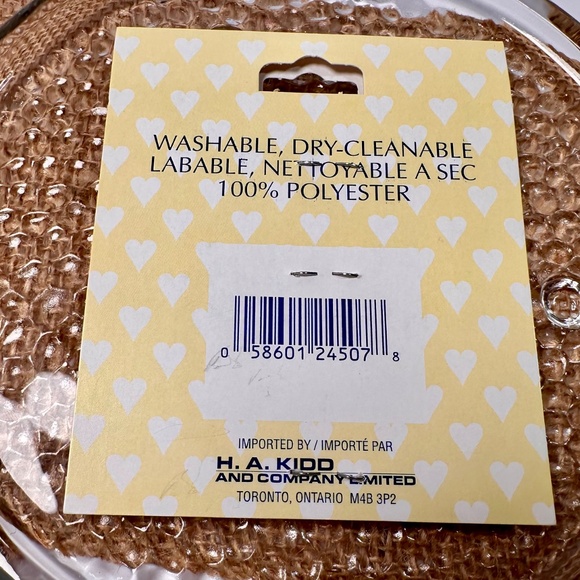 WASHABLE, DRY-CLEANABLE
LABABLE, NETTOYABLE A SEC
100% POLYESTER
0 58601 24507 8
IMPORTED BY / IMPORTÉ PAR
H. A. KIDD
AND COMPANY LIMITED
TORONTO, ONTARIO M4B 3P2